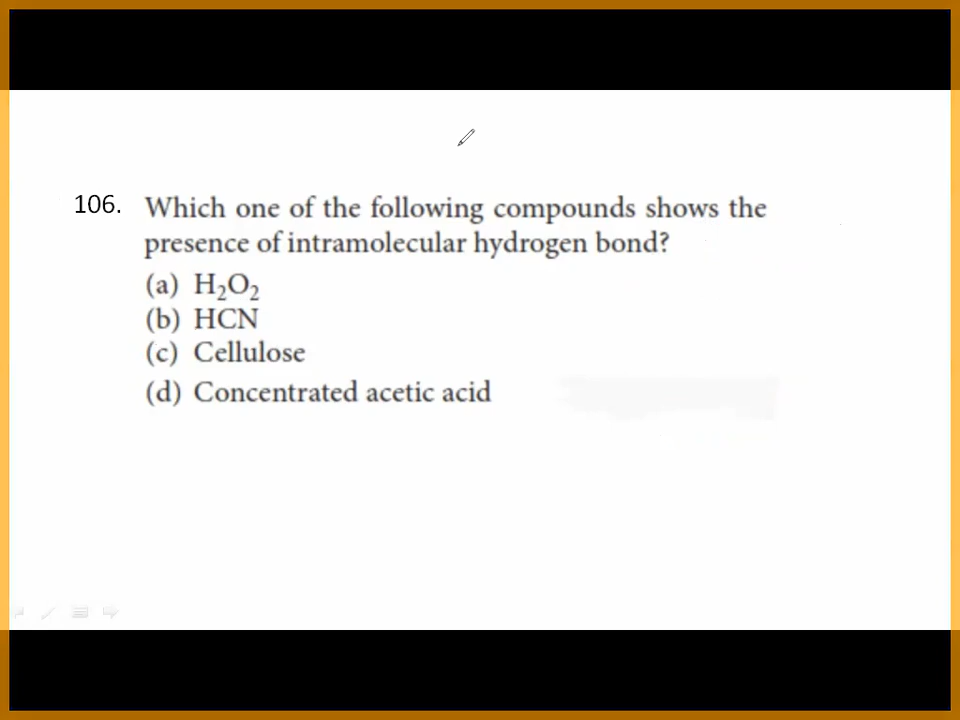 106. Which one of the following compounds shows the
presence of intramolecular hydrogen bond?
(a) H₂O₂
(b) HCN
(c) Cellulose
(d) Concentrated acetic acid